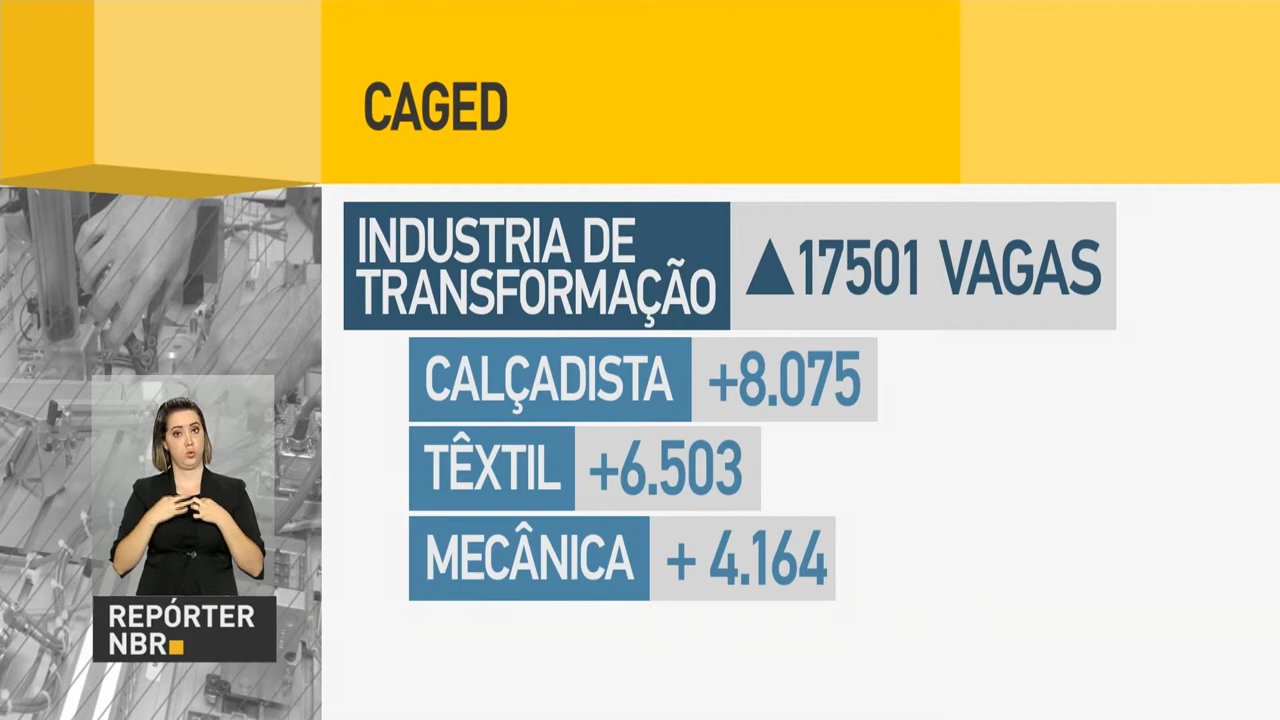 CAGED
INDUSTRIA DE
TRANSFORMAÇÃO
▲17501 VAGAS
CALÇADISTA +8.075
TÊXTIL +6.503
MECÂNICA + 4.164
REPÓRTER
NBR